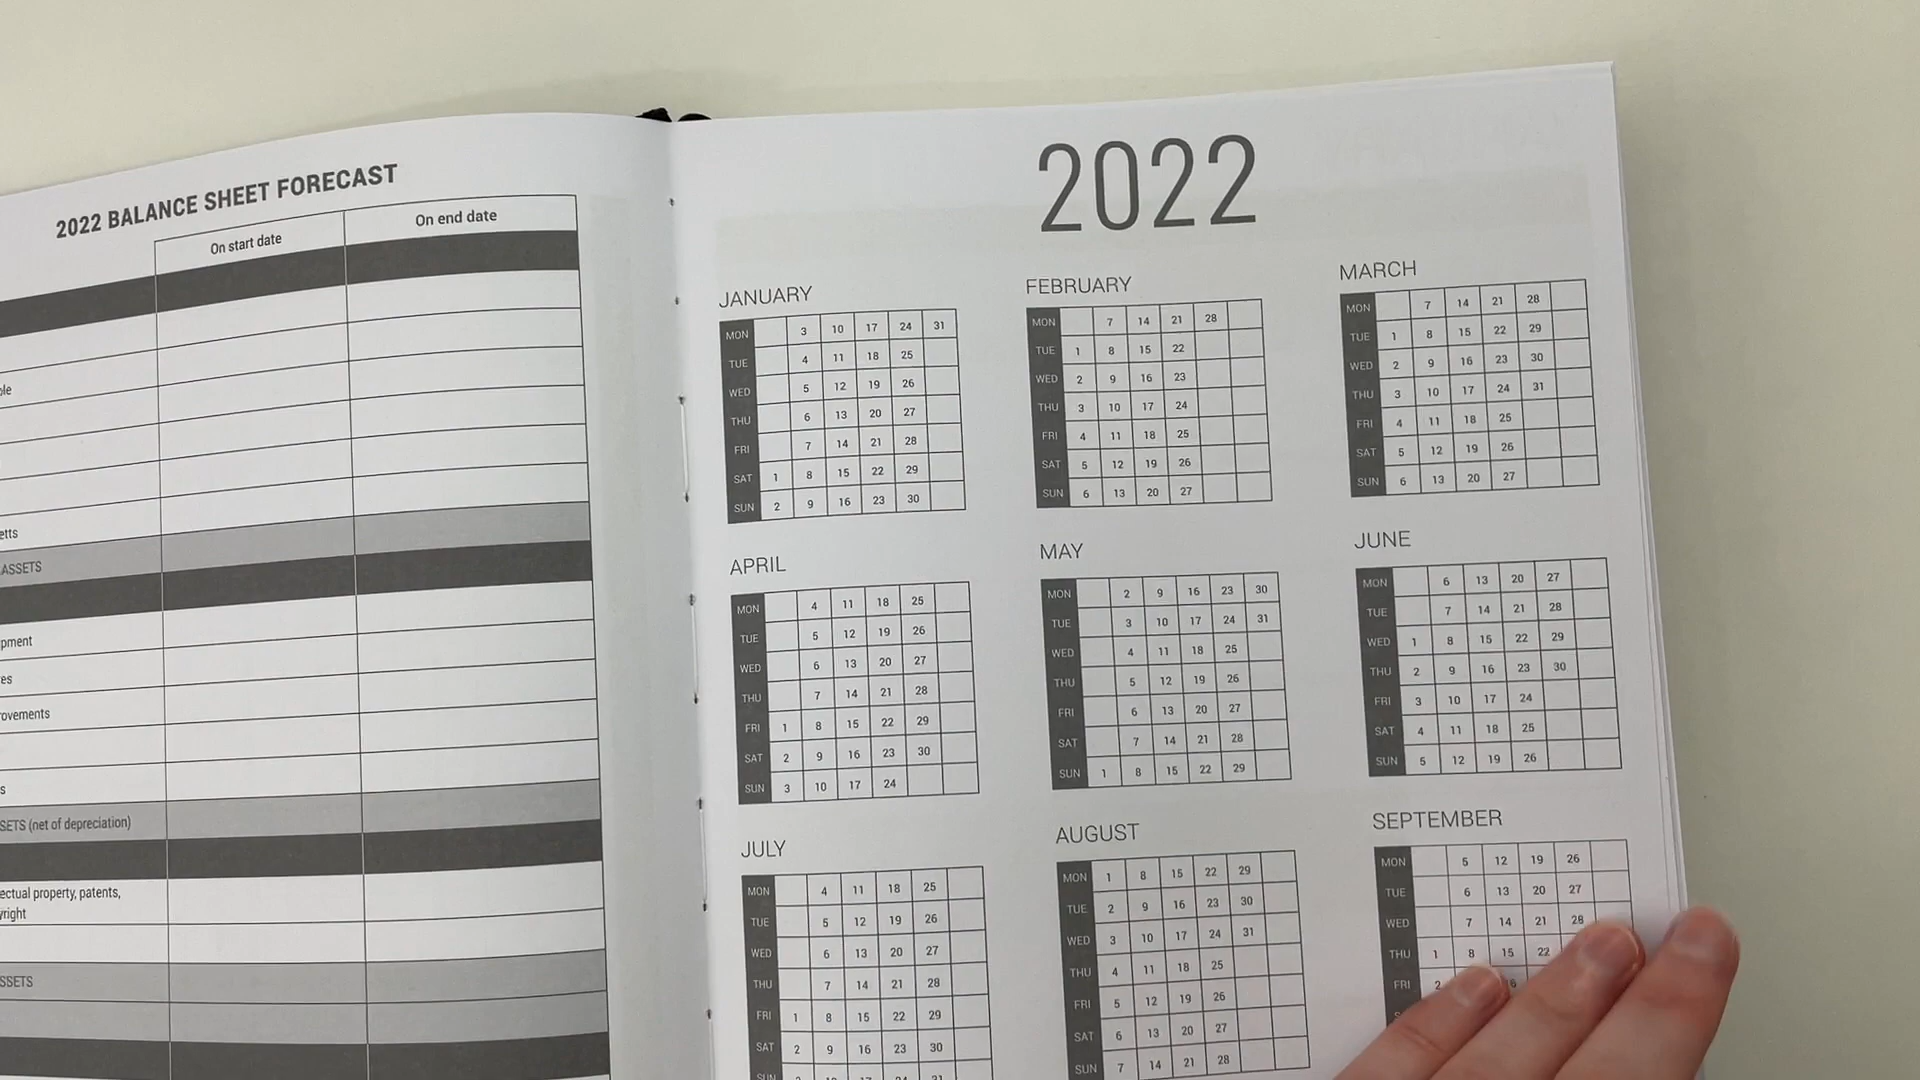 2022 BALANCE SHEET FORECAST
On start date On end date
ASSETS
SETS (net of depreciation)
ectual property, patents,
2022
JANUARY
MON 3 10 17 24 31
TUE 4 11 18 25
WED 5 12 19 26
THU 6 13 20 27
FRI 7 14 21 28
SAT 1 8 15 22 29
SUN 2 9 16 23 30
FEBRUARY
MON 7 14 21 28
TUE 1 8 15 22
WED 2 9 16 23
THU 3 10 17 24
FRI 4 11 18 25
SAT 5 12 19 26
SUN 6 13 20 27
MARCH
MON 7 14 21 28
TUE 1 8 15 22 29
WED 2 9 16 23 30
THU 3 10 17 24 31
FRI 4 11 18 25
SAT 5 12 19 26
SUN 6 13 20 27
APRIL
MON 4 11 18 25
TUE 5 12 19 26
WED 6 13 20 27
THU 7 14 21 28
FRI 1 8 15 22 29
SAT 2 9 16 23 30
SUN 3 10 17 24
MAY
MON 2 9 16 23 30
TUE 3 10 17 24 31
WED 4 11 18 25
THU 5 12 19 26
FRI 6 13 20 27
SAT 7 14 21 28
SUN 1 8 15 22 29
JUNE
MON 6 13 20 27
TUE 7 14 21 28
WED 1 8 15 22 29
THU 2 9 16 23 30
FRI 3 10 17 24
SAT 4 11 18 25
SUN 5 12 19 26
JULY
MON 4 11 18 25
TUE 5 12 19 26
WED 6 13 20 27
THU 7 14 21 28
FRI 1 8 15 22 29
SAT 2 9 16 23 30
AUGUST
MON 1 8 15 22 29
TUE 2 9 16 23 30
WED 3 10 17 24 31
THU 4 11 18 25
FRI 5 12 19 26
SAT 6 13 20 27
SUN 7 14 21 28
SEPTEMBER
MON 5 12 19 26
TUE 6 13 20 27
WED 7 14 21 28
THU 1 8 15 22
FRI 2